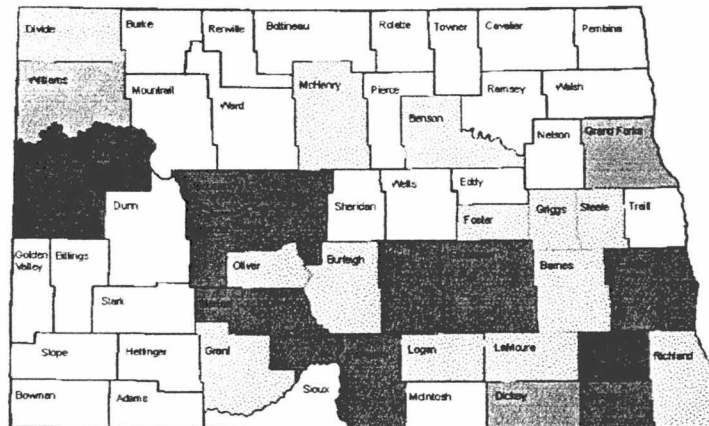 Divide
Burke
Renville
Bottineau
Rolette
Towner
Cavalier
Pembina
Williams
Mountrail
Ward
McHenry
Pierce
Benson
Ramsey
Walsh
Nelson
Grand Forks
Dunn
Sheridan
Wells
Eddy
Foster
Griggs
Steele
Traill
Golden
Valley
Billings
Oliver
Burleigh
Barnes
Stark
Slope
Hettinger
Grant
Sioux
Logan
LaMoure
Richland
Bowman
Adams
McIntosh
Dickey